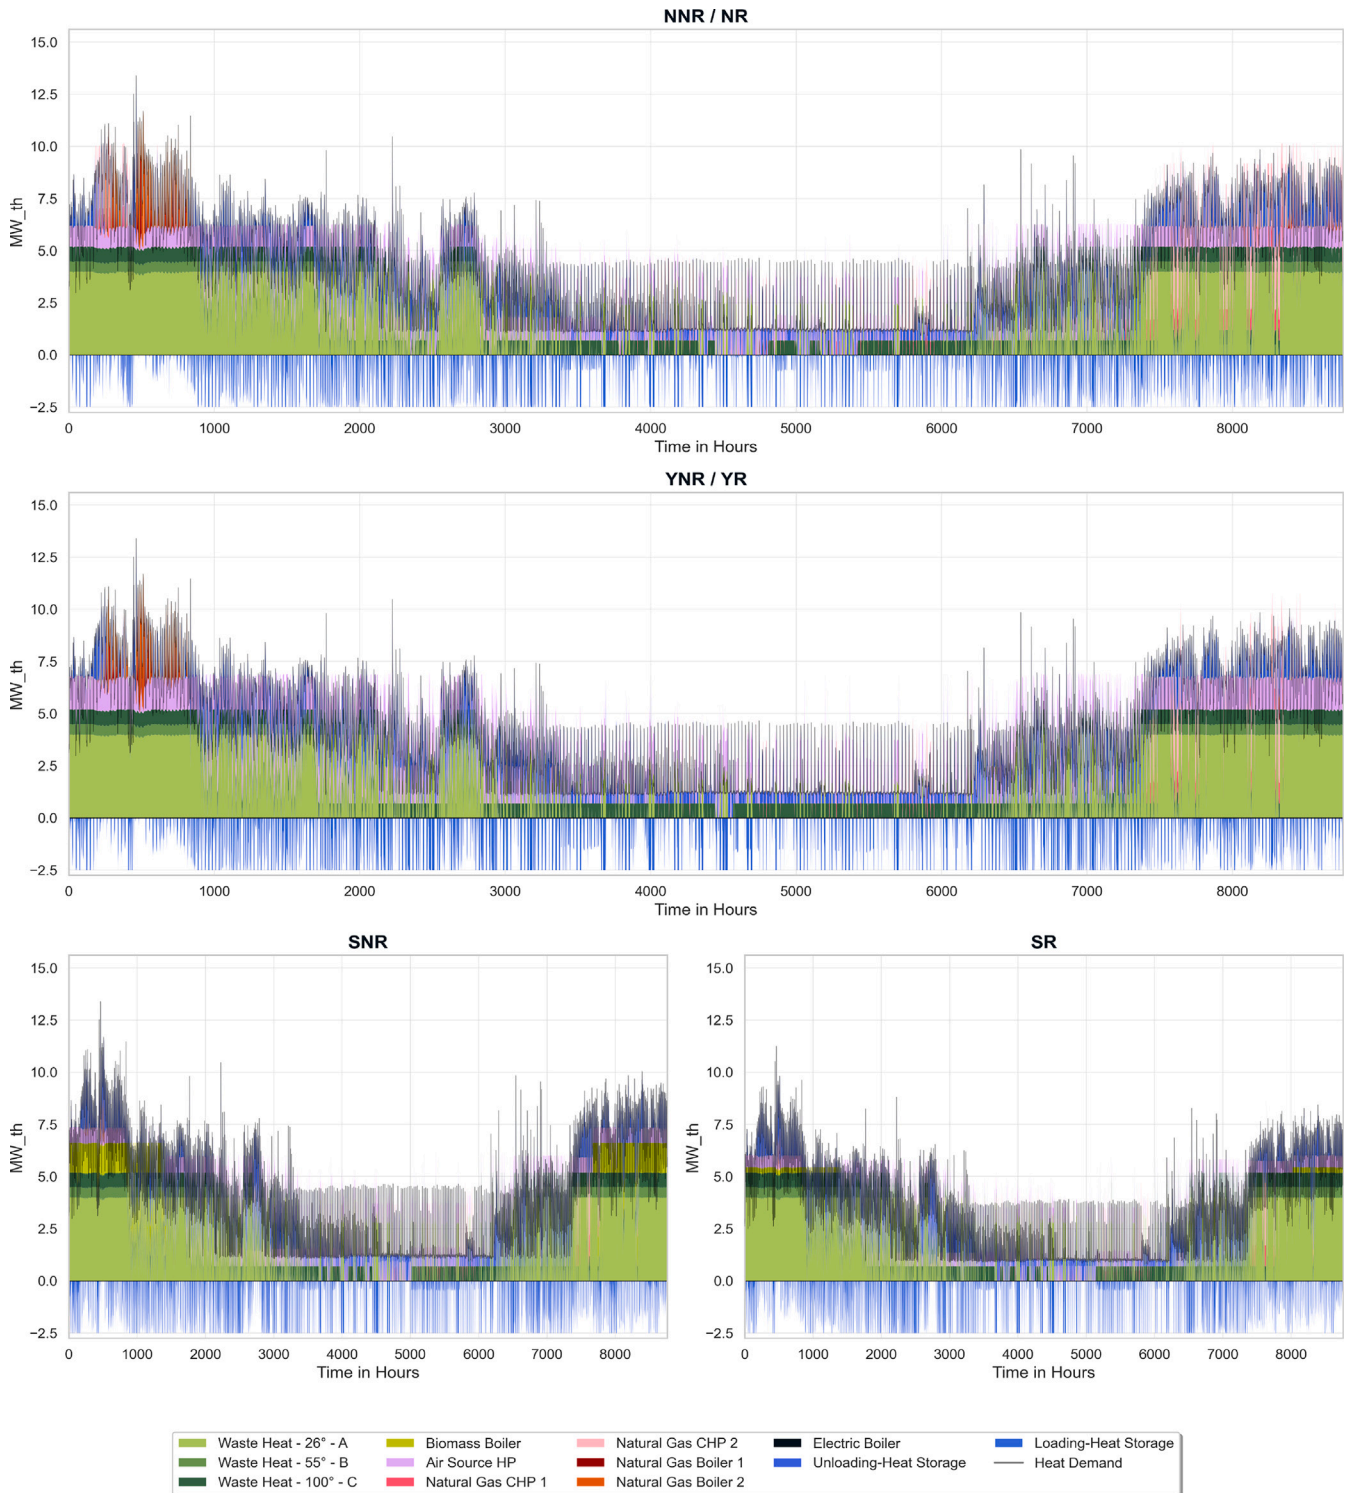 NNR / NR
15.0
12.5
10.0
7.5
5.0
2.5
0.0
−2.5
MW_th
0 1000 2000 3000 4000 5000 6000 7000 8000
Time in Hours
YNR / YR
15.0
12.5
10.0
7.5
5.0
2.5
0.0
−2.5
MW_th
0 1000 2000 3000 4000 5000 6000 7000 8000
Time in Hours
SNR
15.0
12.5
10.0
7.5
5.0
2.5
0.0
−2.5
MW_th
0 1000 2000 3000 4000 5000 6000 7000 8000
Time in Hours
SR
15.0
12.5
10.0
7.5
5.0
2.5
0.0
−2.5
MW_th
0 1000 2000 3000 4000 5000 6000 7000 8000
Time in Hours
Waste Heat - 26° - A
Waste Heat - 55° - B
Waste Heat - 100° - C
Biomass Boiler
Air Source HP
Natural Gas CHP 1
Natural Gas CHP 2
Natural Gas Boiler 1
Natural Gas Boiler 2
Electric Boiler
Unloading-Heat Storage
Loading-Heat Storage
Heat Demand